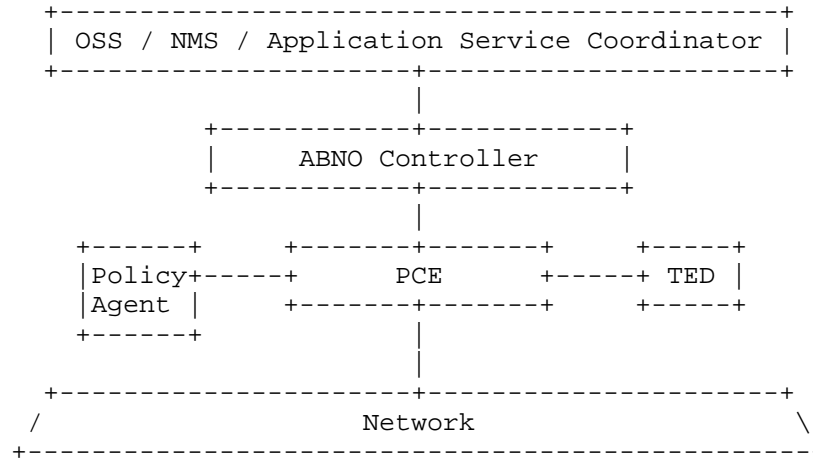 OSS / NMS / Application Service Coordinator
ABNO Controller
Policy PCE TED
Agent
Network